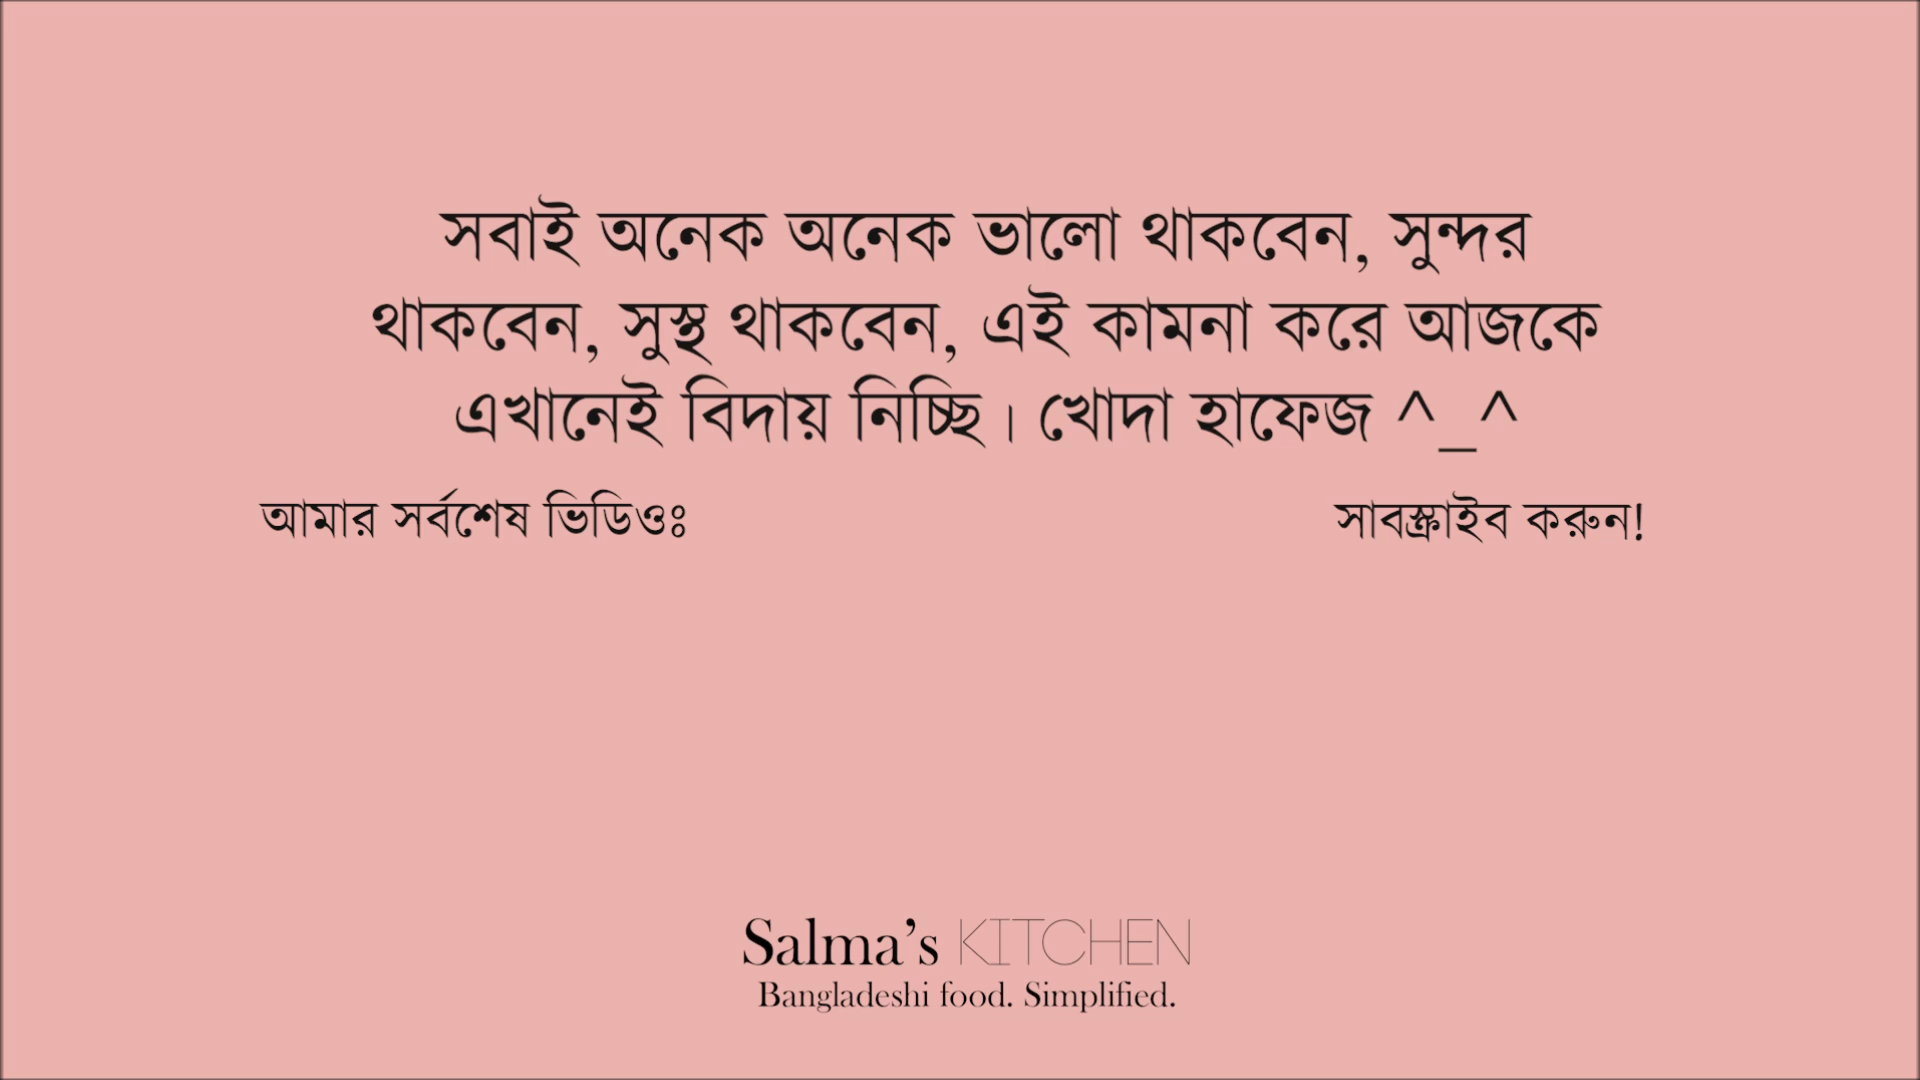 সবাই অনেক অনেক ভালো থাকবেন, সুন্দর
থাকবেন, সুস্থ থাকবেন, এই কামনা করে আজকে
এখানেই বিদায় নিচ্ছি। খোদা হাফেজ ^_^
আমার সর্বশেষ ভিডিওঃ
সাবস্ক্রাইব করুন!
Salma’s KITCHEN
Bangladeshi food. Simplified.